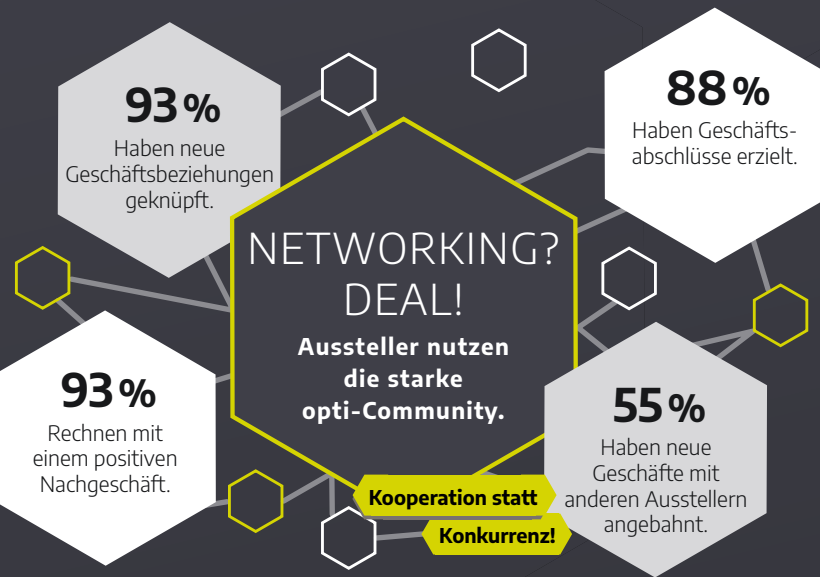 93 %
Haben neue
Geschäftsbeziehungen
geknüpft.
88 %
Haben Geschäfts-
abschlüsse erzielt.
NETWORKING?
DEAL!
Aussteller nutzen
die starke
opti-Community.
93 %
Rechnen mit
einem positiven
Nachgeschäft.
55 %
Haben neue
Geschäfte mit
anderen Ausstellern
angebahnt.
Kooperation statt
Konkurrenz!